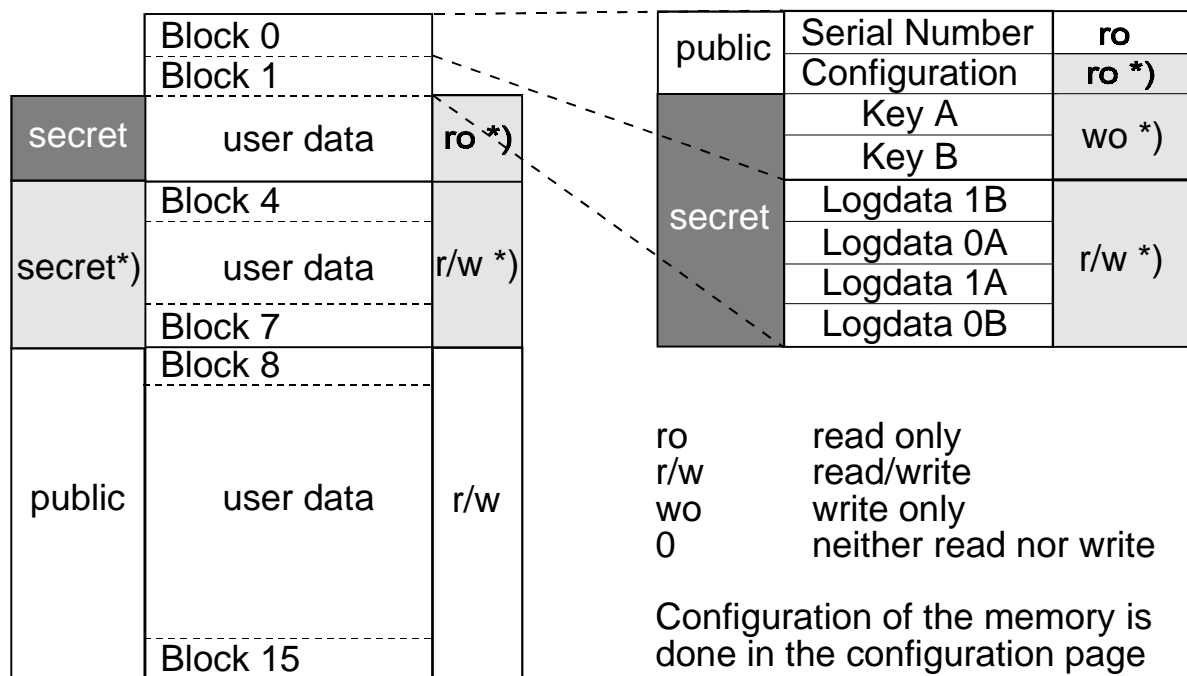 Block 0
Block 1
secret
user data
ro *)
Block 4
secret*)
user data
r/w *)
Block 7
Block 8
public
user data
r/w
Block 15
public
Serial Number
ro
Configuration
ro *)
Key A
wo *)
Key B
secret
Logdata 1B
Logdata 0A
r/w *)
Logdata 1A
Logdata 0B
ro read only
r/w read/write
wo write only
0 neither read nor write
Configuration of the memory is
done in the configuration page